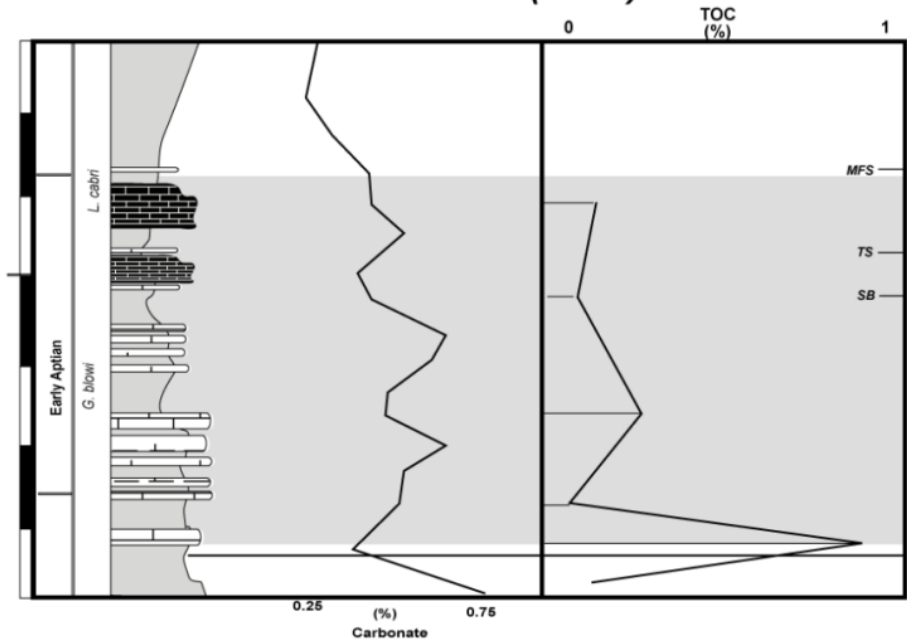 TOC
0 1
(%)
MFS
L. cabri
TS
SB
Early Aptian
G. blowi
0.25 (%) 0.75
Carbonate